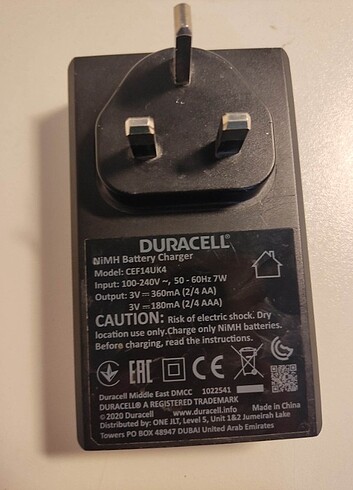 DURACELL®
NiMH Battery Charger
Model: CEF14UK4
Input: 100-240V ~, 50 - 60Hz 7W
Output: 3V ⎓ 360mA (2/4 AA)
3V ⎓ 180mA (2/4 AAA)
CAUTION: Risk of electric shock. Dry
location use only.Charge only NiMH batteries.
Before charging, read the instructions.
EAC CE
Duracell Middle East DMCC 1022541
DURACELL® A REGISTERED TRADEMARK
©2020 Duracell www.duracell.info Made in China
Distributed by: ONE JLT, Level 5, Unit 1&2 Jumeirah Lake
Towers PO BOX 48947 DUBAI United Arab Emirates